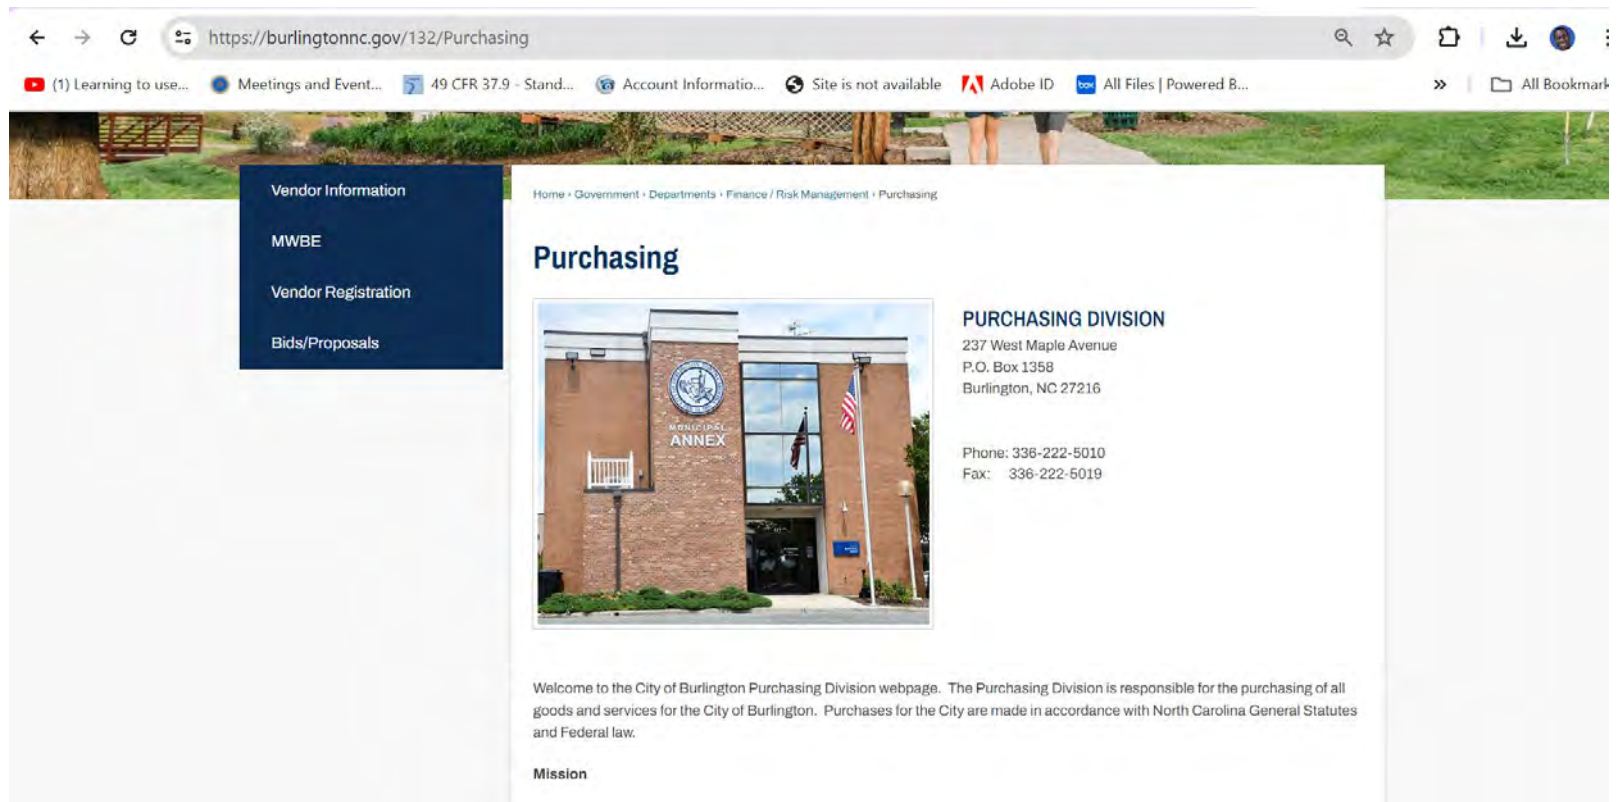 https://burlingtonnc.gov/132/Purchasing
(1) Learning to use...
Meetings and Event...
49 CFR 37.9 - Stand...
Account Informatio...
Site is not available
Adobe ID
box
All Files | Powered B...
»
All Bookmark
Vendor Information
MWBE
Vendor Registration
Bids/Proposals
Home › Government › Departments › Finance / Risk Management › Purchasing
Purchasing
MUNICIPAL
ANNEX
PURCHASING DIVISION
237 West Maple Avenue
P.O. Box 1358
Burlington, NC 27216
Phone: 336-222-5010
Fax: 336-222-5019
Welcome to the City of Burlington Purchasing Division webpage. The Purchasing Division is responsible for the purchasing of all
goods and services for the City of Burlington. Purchases for the City are made in accordance with North Carolina General Statutes
and Federal law.
Mission